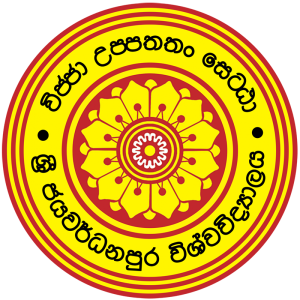 විජ්ජා උප්පතතං සෙට්ඨා
ශ්‍රී ජයවර්ධනපුර විශ්වවිද්‍යාලය